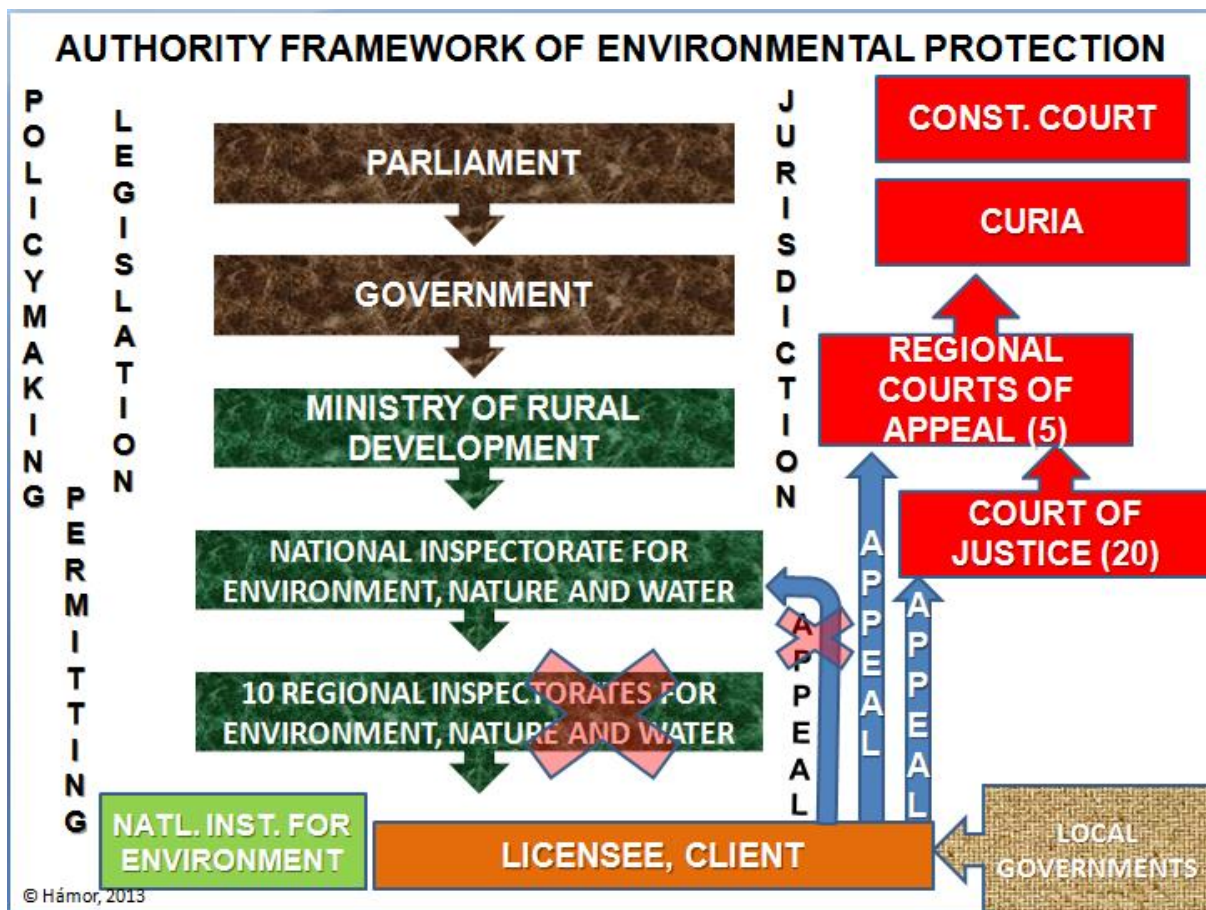 AUTHORITY FRAMEWORK OF ENVIRONMENTAL PROTECTION
POLICYMAKING
LEGISLATION
PERMITTING
PARLIAMENT
GOVERNMENT
MINISTRY OF RURAL
DEVELOPMENT
NATIONAL INSPECTORATE FOR
ENVIRONMENT, NATURE AND WATER
10 REGIONAL INSPECTORATES FOR
ENVIRONMENT, NATURE AND WATER
NATL. INST. FOR
ENVIRONMENT
LICENSEE, CLIENT
JURISDICTION
CONST. COURT
CURIA
REGIONAL
COURTS OF
APPEAL (5)
COURT OF
JUSTICE (20)
APPEAL
APPEAL
APPEAL
LOCAL
GOVERNMENTS
© Hámor, 2013